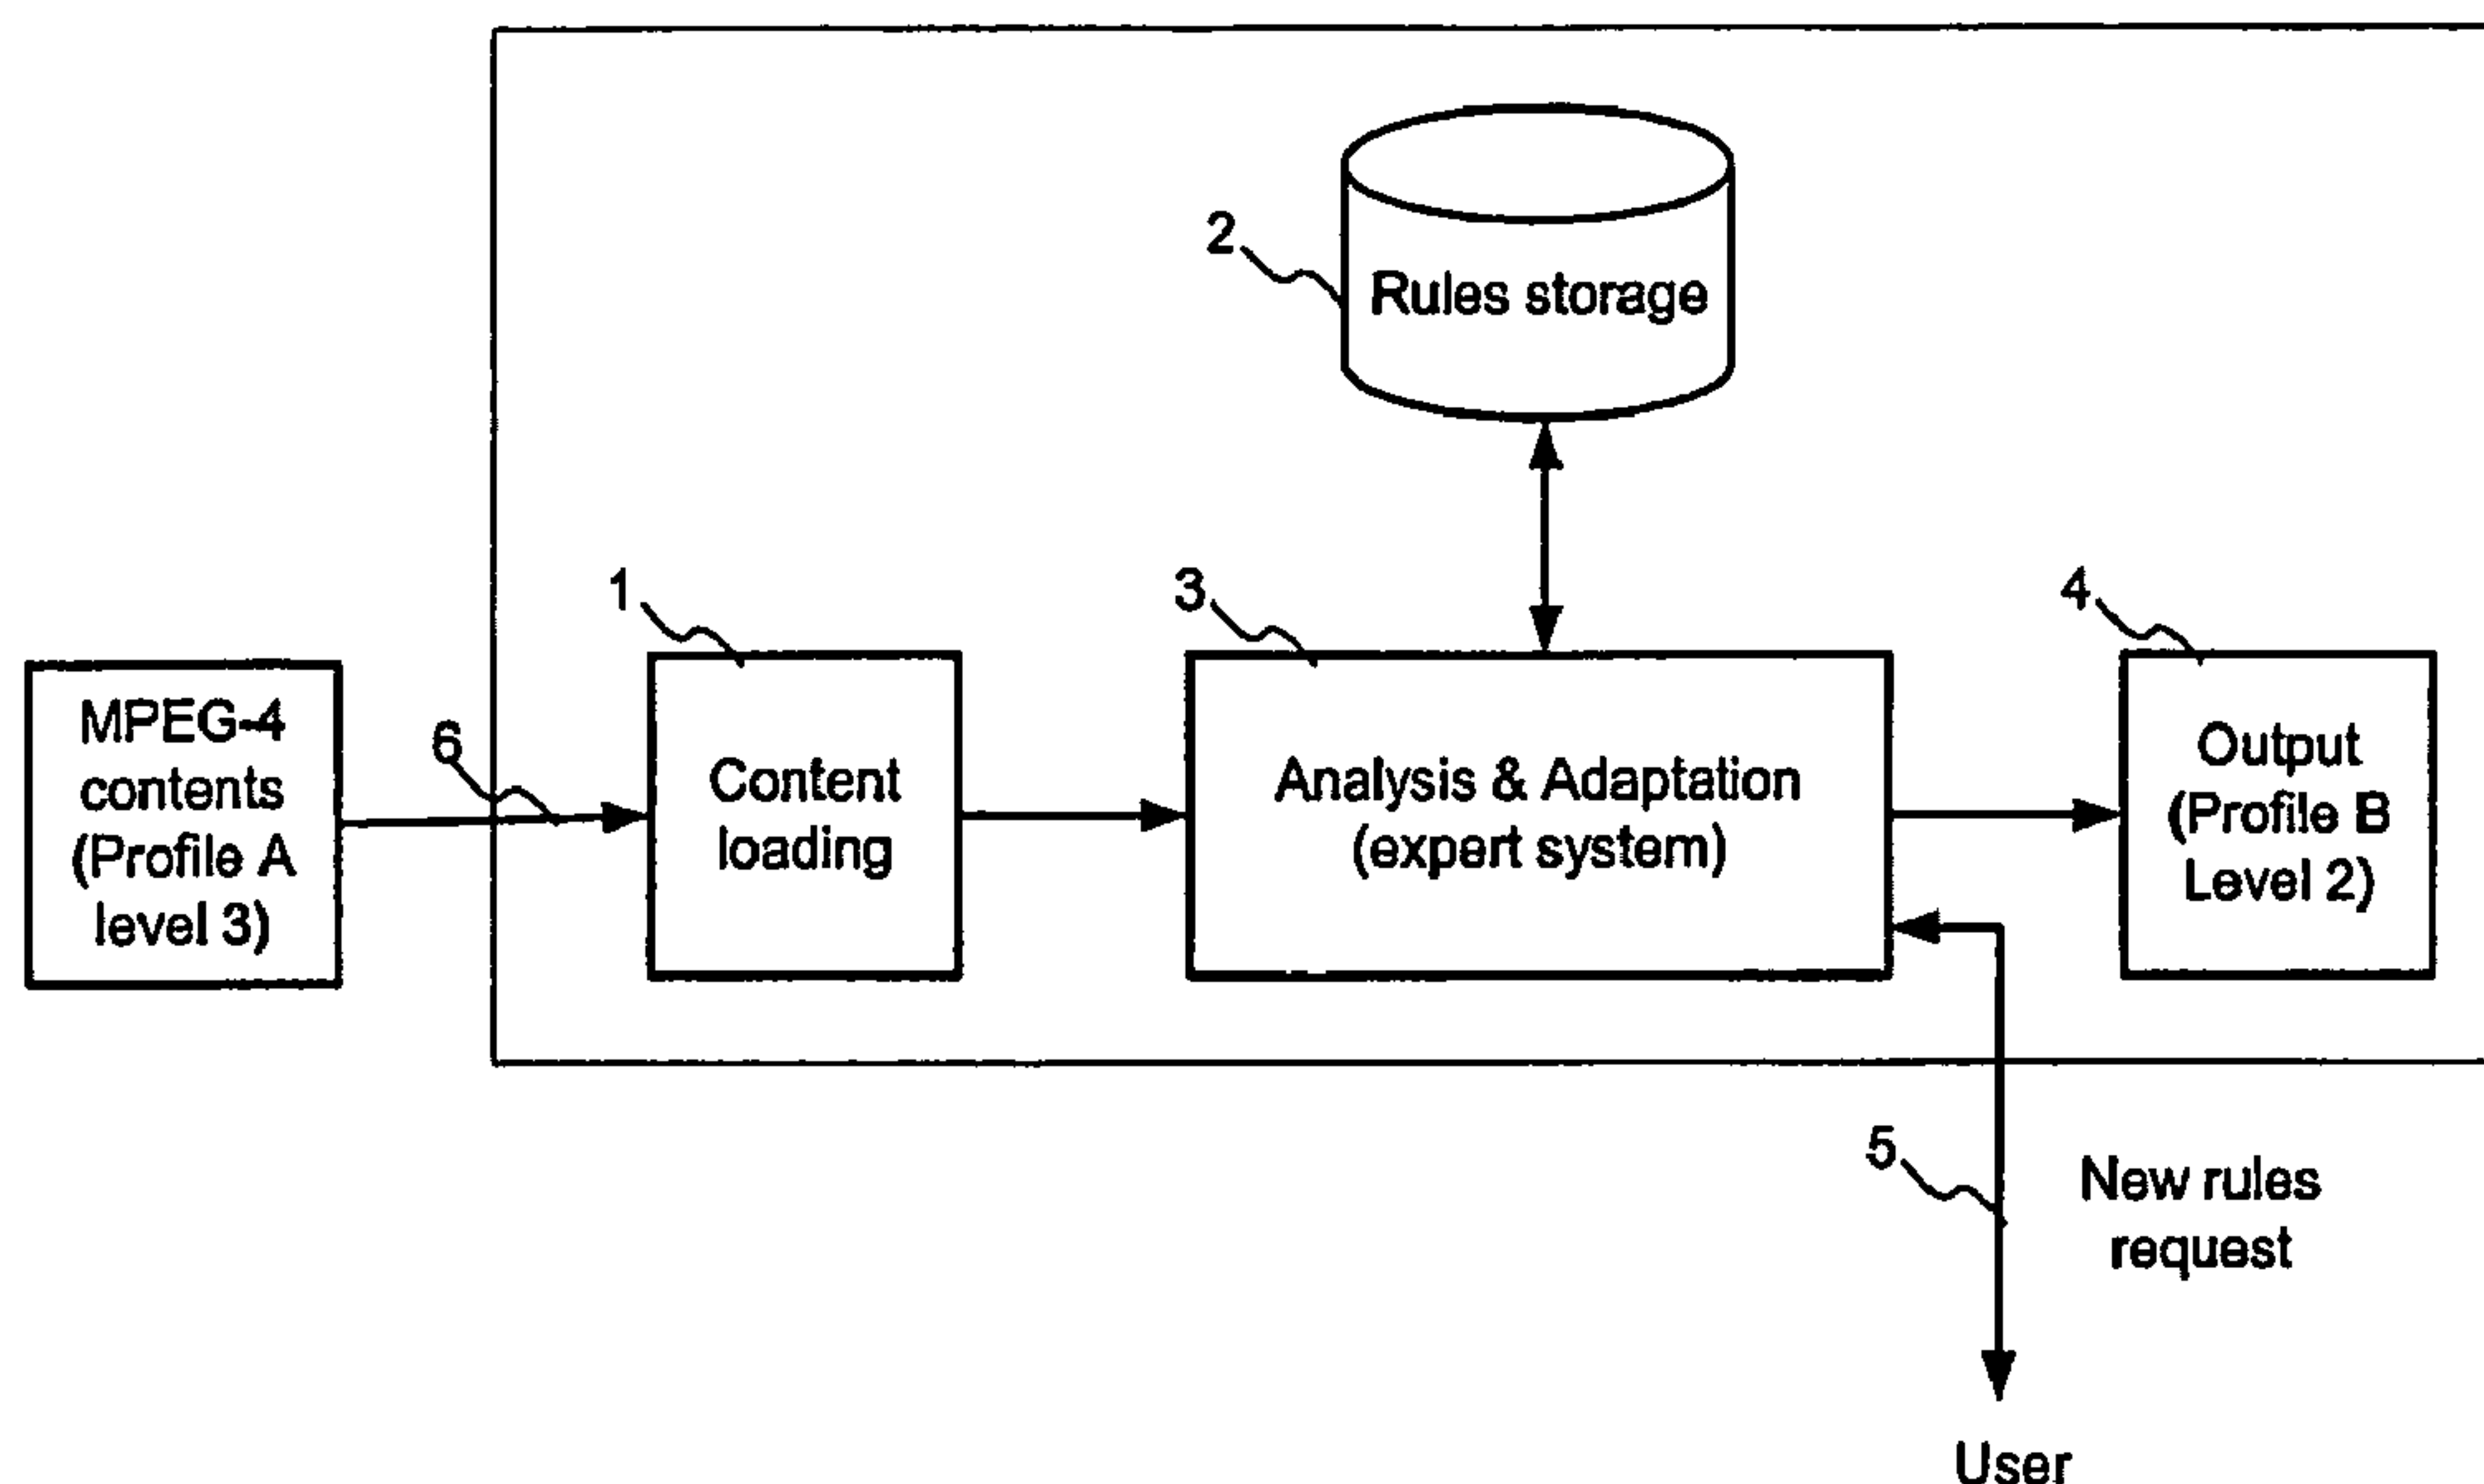 2
Rules storage
1
3
4
MPEG-4
contents
(Profile A
level 3)
6
Content
loading
Analysis & Adaptation
(expert system)
Output
(Profile B
Level 2)
5
New rules
request
User